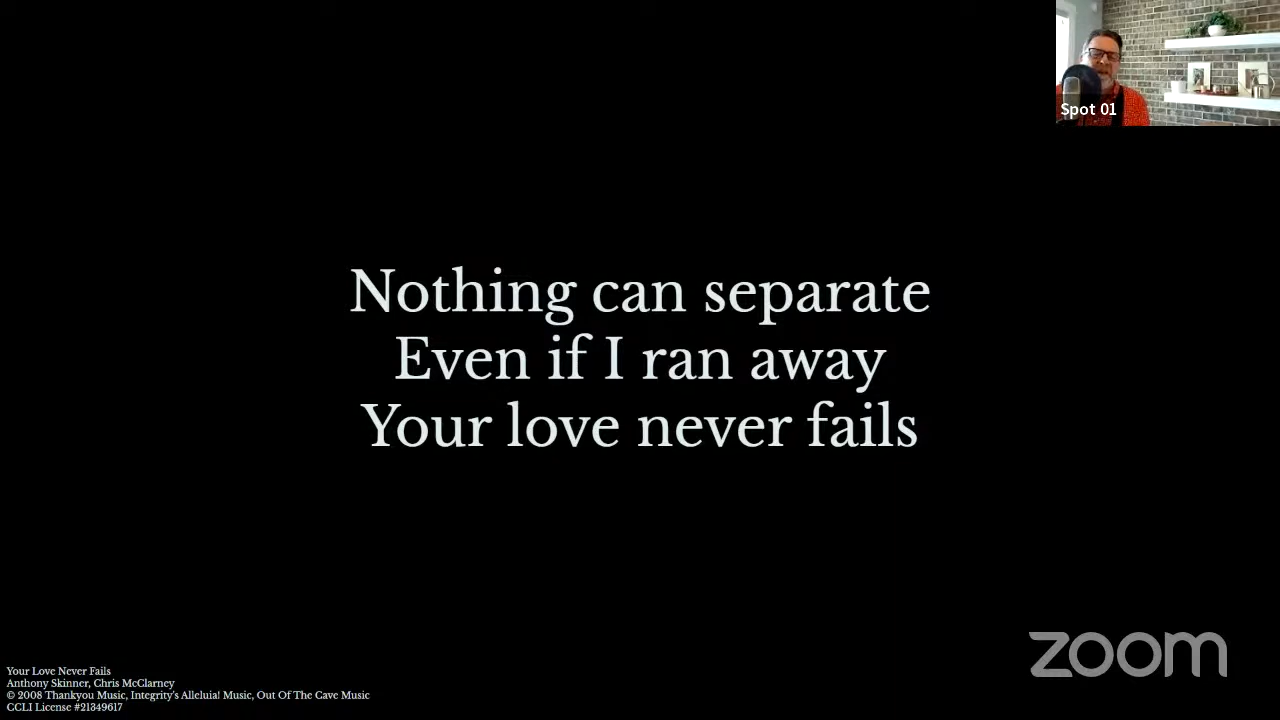 Spot 01
Nothing can separate
Even if I ran away
Your love never fails
zoom
Your Love Never Fails
Anthony Skinner, Chris McClarney
© 2008 Thankyou Music, Integrity's Alleluia! Music, Out Of The Cave Music
CCLI License #21349617